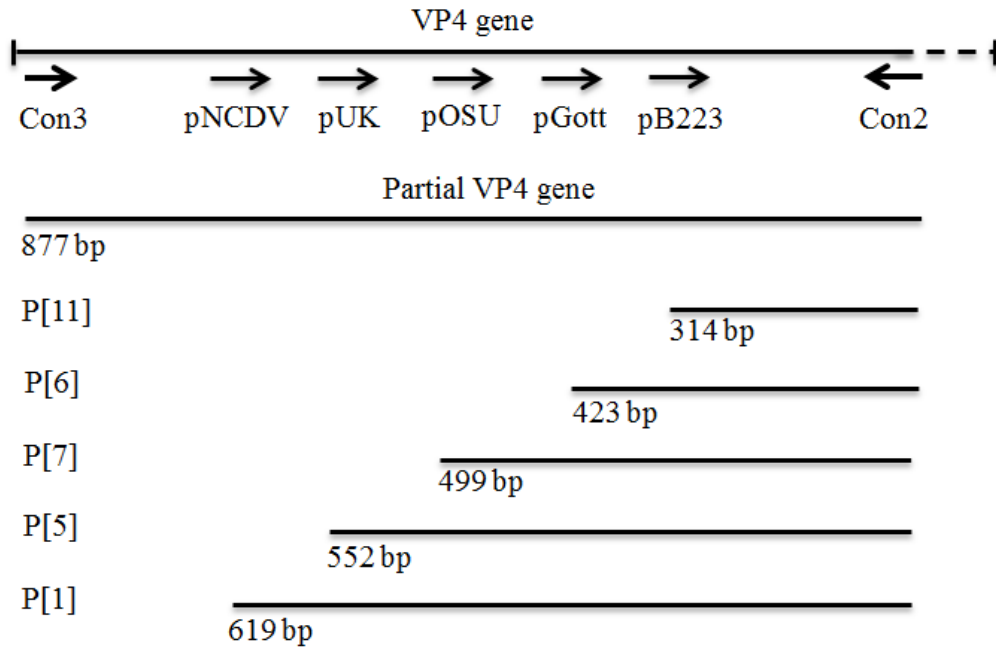 VP4 gene
Con3 pNCDV pUK pOSU pGott pB223 Con2
Partial VP4 gene
877 bp
P[11]
314 bp
P[6]
423 bp
P[7]
499 bp
P[5]
552 bp
P[1]
619 bp